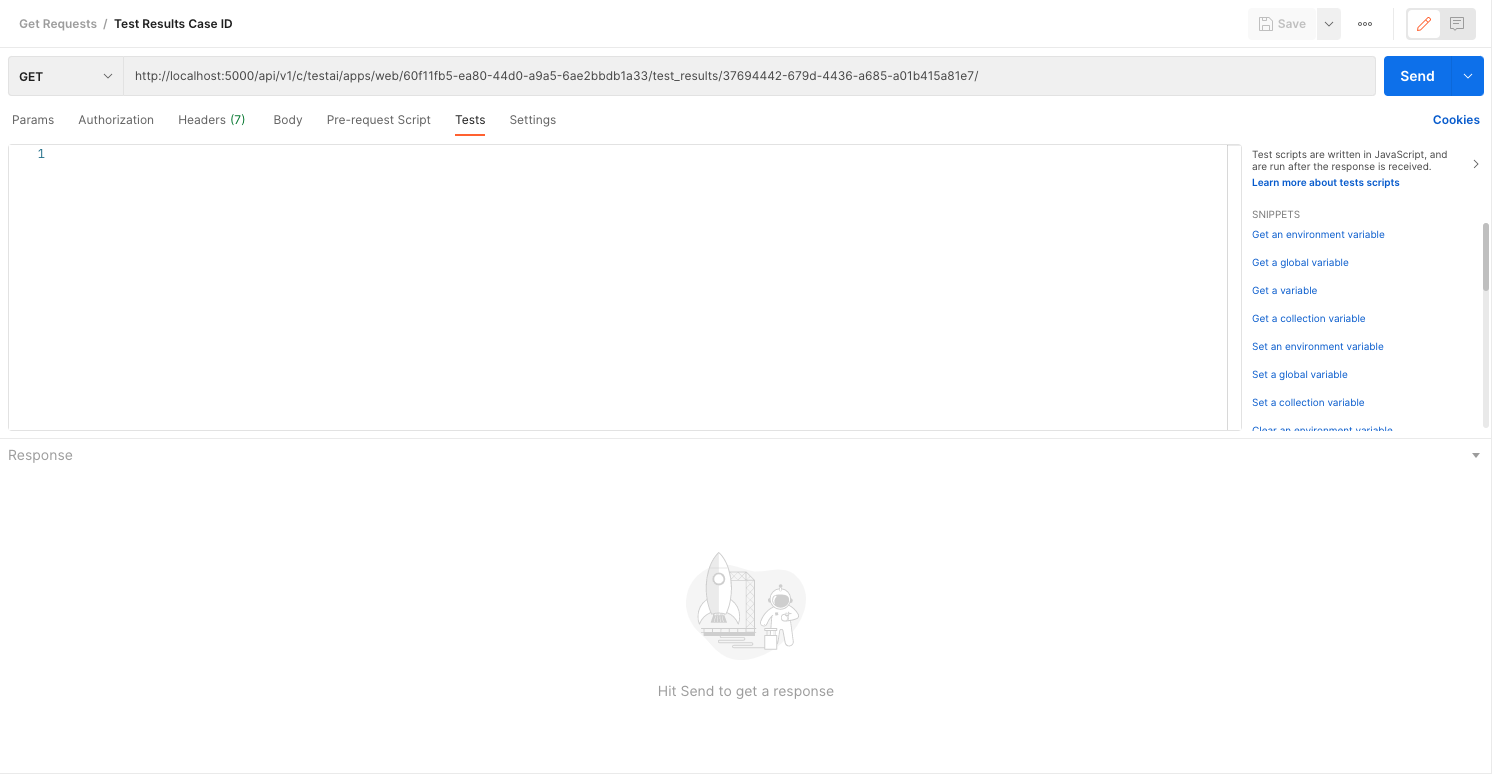 Get Requests / Test Results Case ID
Save
GET
http://localhost:5000/api/v1/c/testai/apps/web/60f11fb5-ea80-44d0-a9a5-6ae2bbdb1a33/test_results/37694442-679d-4436-a685-a01b415a81e7/
Send
Params Authorization Headers (7) Body Pre-request Script Tests Settings
Cookies
1
Test scripts are written in JavaScript, and
are run after the response is received.
Learn more about tests scripts
SNIPPETS
Get an environment variable
Get a global variable
Get a variable
Get a collection variable
Set an environment variable
Set a global variable
Set a collection variable
Clear an environment variable
Response
Hit Send to get a response